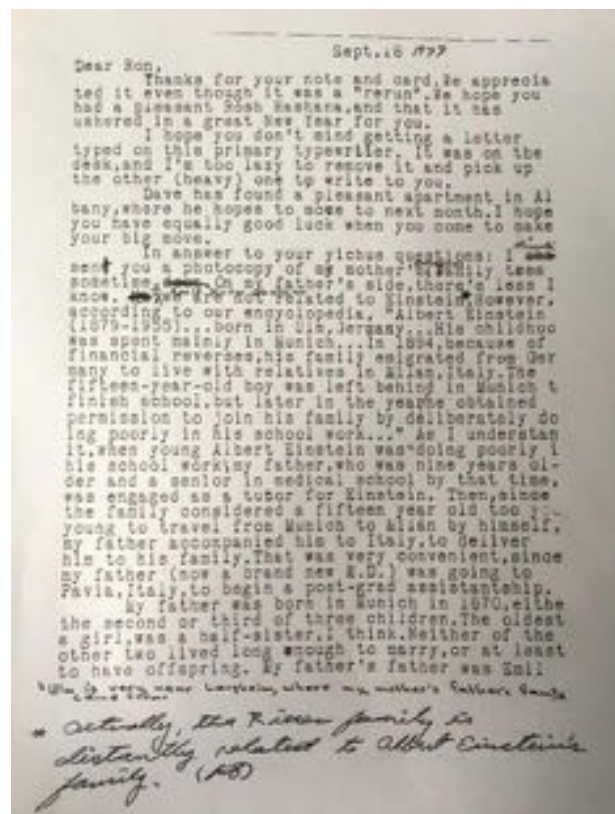 Sept.18 1977
Dear Ron,
Thanks for your note and card.We apprecia
ted it even though it was a "rerun".We hope you
had a pleasant Rosh Hashana,and that it has
ushered in a great New Year for you.
I hope you don't mind getting a letter
typed on this primary typewriter. It was on the
desk,and I'm too lazy to remove it and pick up
the other (heavy) one to write to you.
Dave has found a pleasant apartment in Al
bany,where he hopes to move to next month.I hope
you have equally good luck when you come to make
your big move.
In answer to your yichus questions: I
sent you a photocopy of my mother's family tree
sometime On my father's side,there's less I
know. we are not related to Einstein*However,
according to our encyclopedia, "Albert Einstein
(1879-1955)...born in Ulm,Germany...His childhoo
was spent mainly in Munich...In 1894,because of
financial reverses,his family emigrated from Ger
many to live with relatives in Milan,Italy.The
fifteen-year-old boy was left behind in Munich t
finish school,but later in the year he obtained
permission to join his family by deliberately do
ing poorly in his school work..." As I understan
it,when young Albert Einstein was doing poorly i
his school work,my father,who was nine years ol-
der and a senior in medical school by that time,
was engaged as a tutor for Einstein. Then,since
the family considered a fifteen year old too
young to travel from Munich to Milan by himself,
my father accompanied him to Italy,to deliver
him to his family.That was very convenient,since
my father (now a brand new M.D.) was going to
Pavia,Italy,to begin a post-grad assistantship.
My father was born in Munich in 1870,eithe
the second or third of three children.The oldest
a girl,was a half-sister,I think.Neither of the
other two lived long enough to marry,or at least
to have offspring. My father's father was Emil
Ulm is very near where my mother's father's family
* Actually, the family is
distantly related to Albert Einstein's
family.